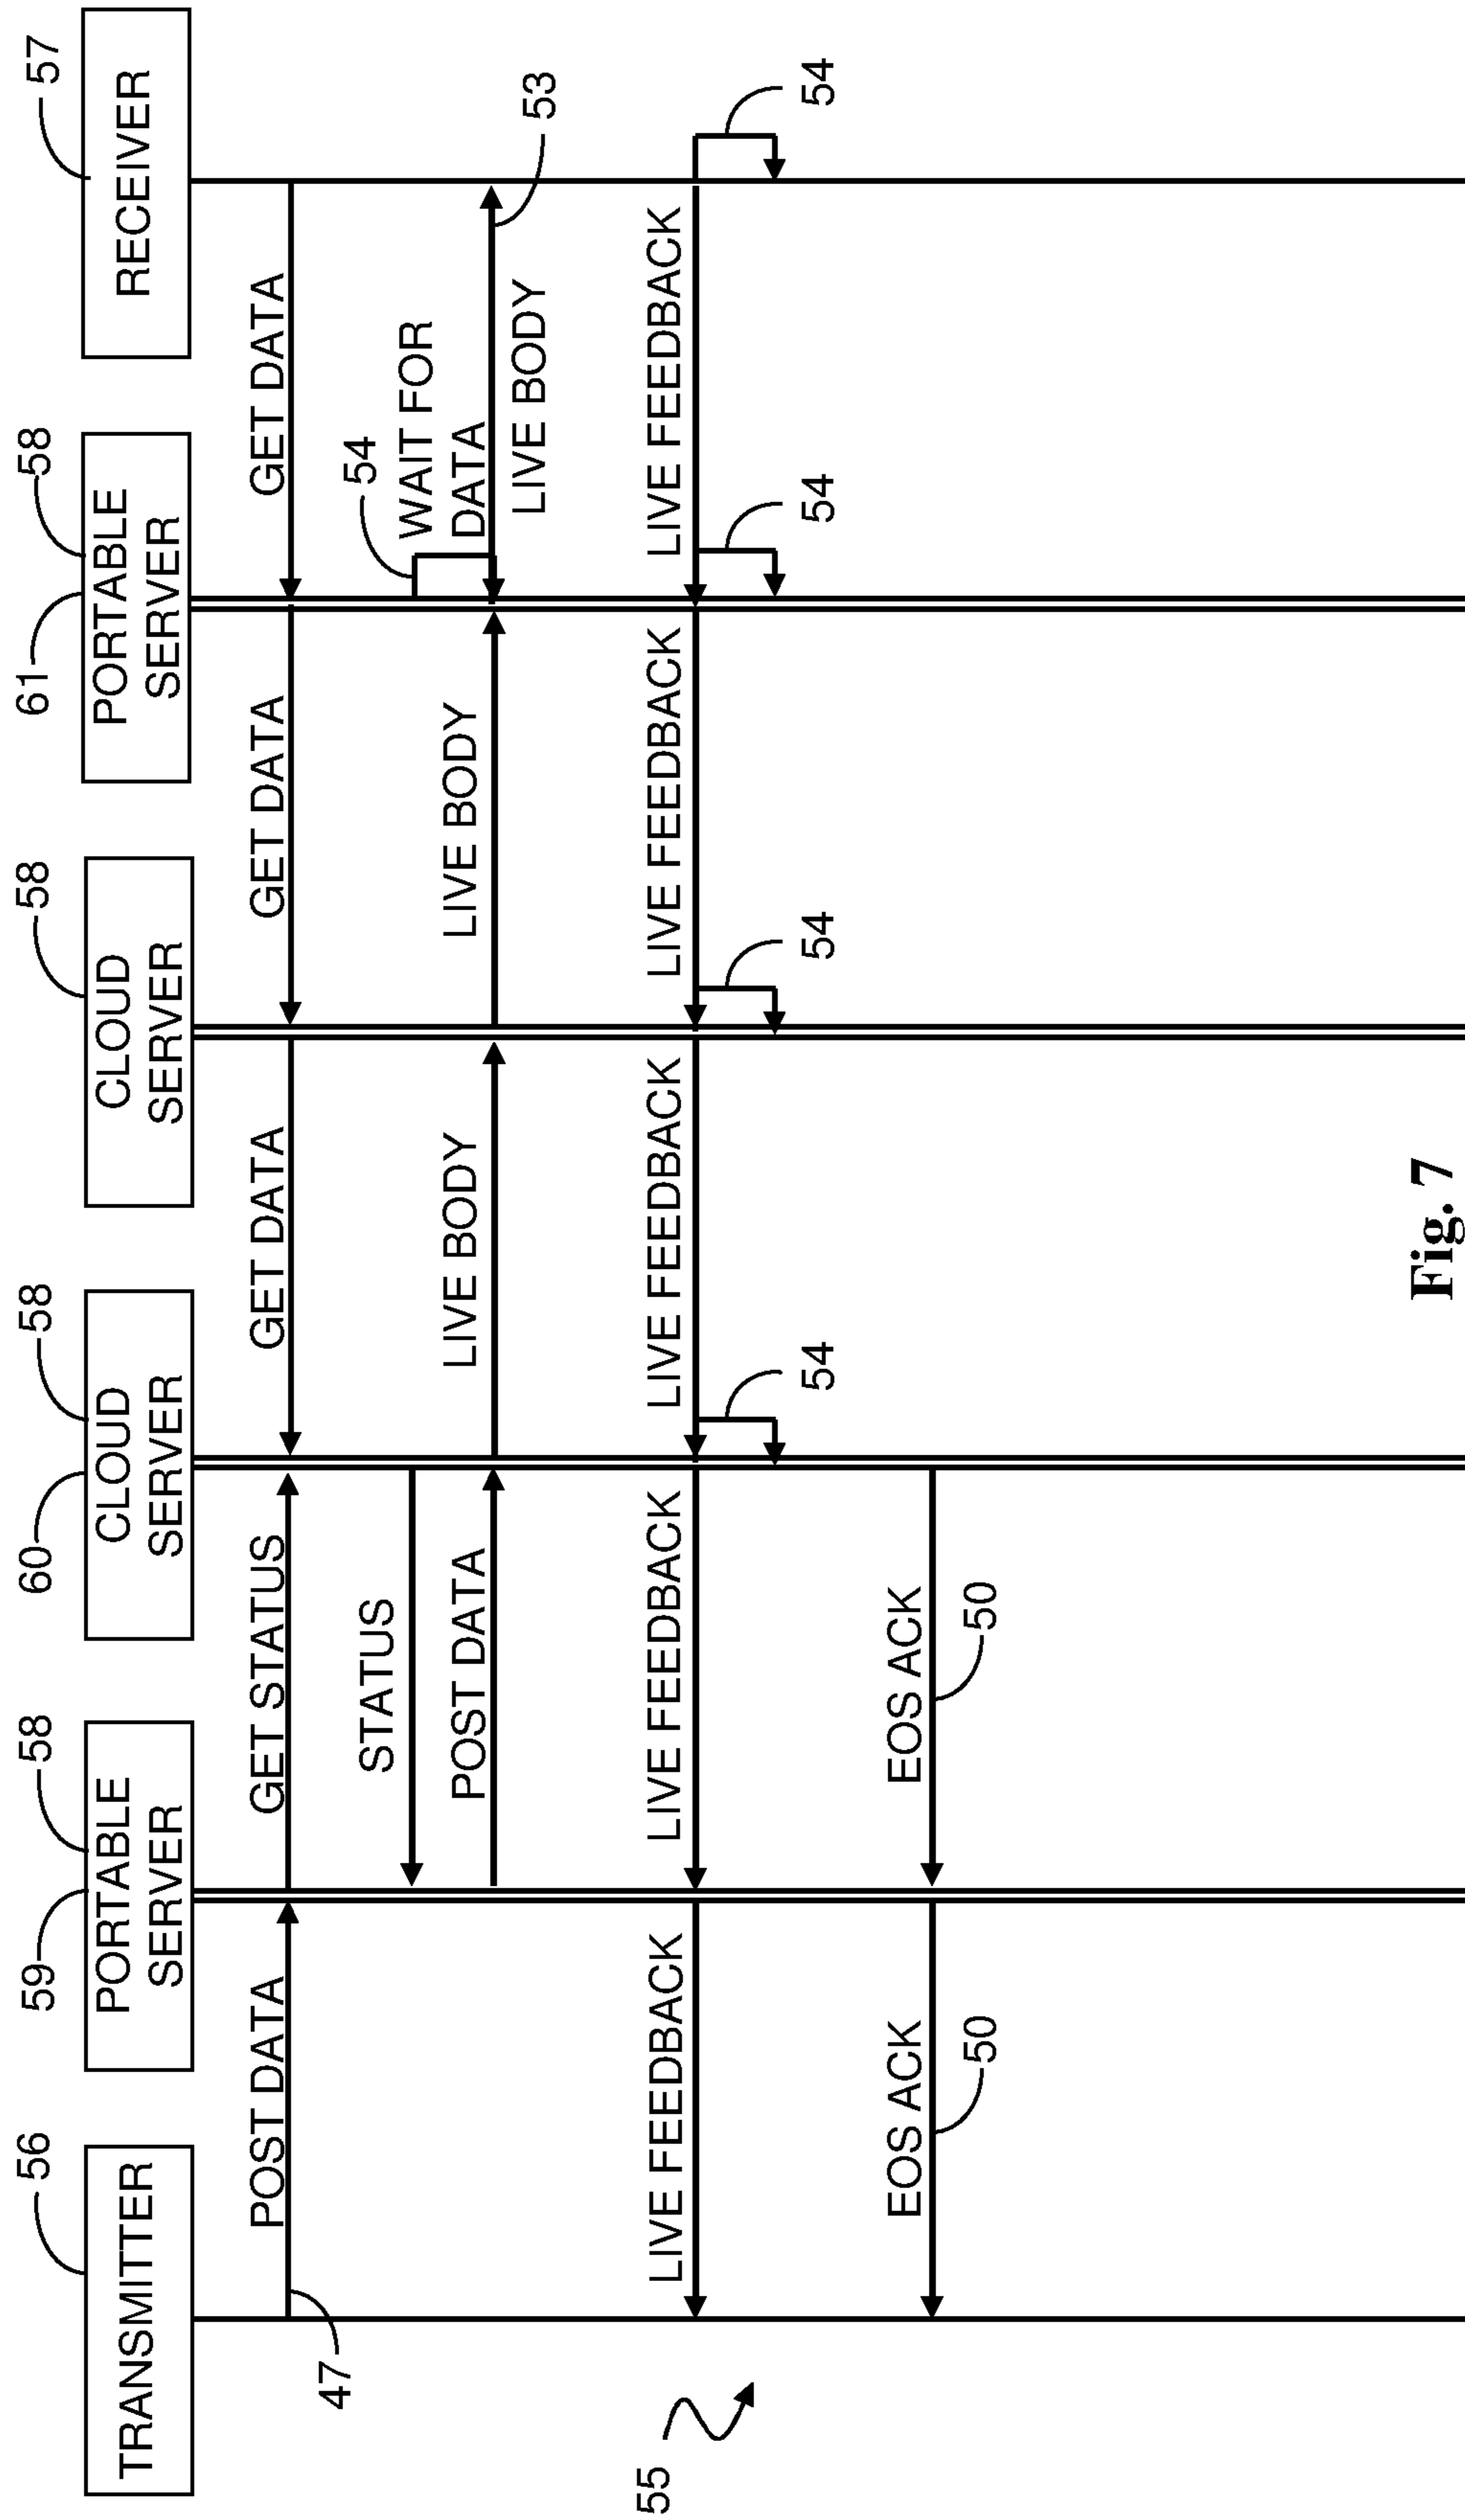 56
59
58
60
58
58
61
58
57
TRANSMITTER
PORTABLE
SERVER
CLOUD
SERVER
CLOUD
SERVER
PORTABLE
SERVER
RECEIVER
POST DATA
GET STATUS
GET DATA
GET DATA
GET DATA
47
STATUS
54
WAIT FOR
DATA
POST DATA
LIVE BODY
LIVE BODY
LIVE BODY
53
55
LIVE FEEDBACK
LIVE FEEDBACK
LIVE FEEDBACK
LIVE FEEDBACK
LIVE FEEDBACK
54
54
54
54
EOS ACK
EOS ACK
50
50
Fig. 7